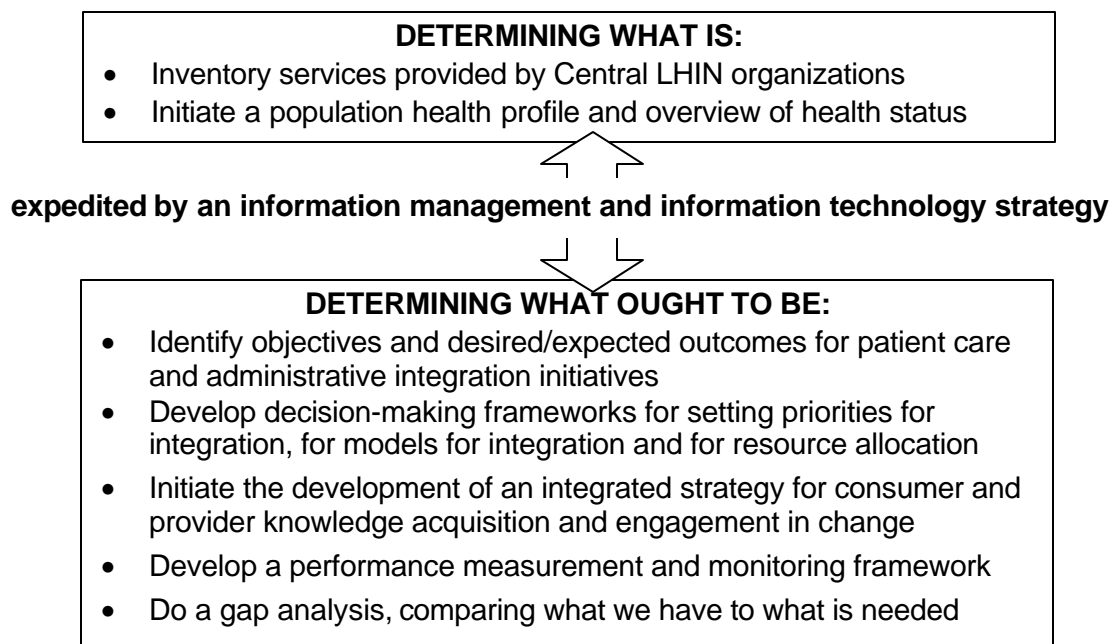 DETERMINING WHAT IS:
• Inventory services provided by Central LHIN organizations
• Initiate a population health profile and overview of health status
expedited by an information management and information technology strategy
DETERMINING WHAT OUGHT TO BE:
• Identify objectives and desired/expected outcomes for patient care
and administrative integration initiatives
• Develop decision-making frameworks for setting priorities for
integration, for models for integration and for resource allocation
• Initiate the development of an integrated strategy for consumer and
provider knowledge acquisition and engagement in change
• Develop a performance measurement and monitoring framework
• Do a gap analysis, comparing what we have to what is needed